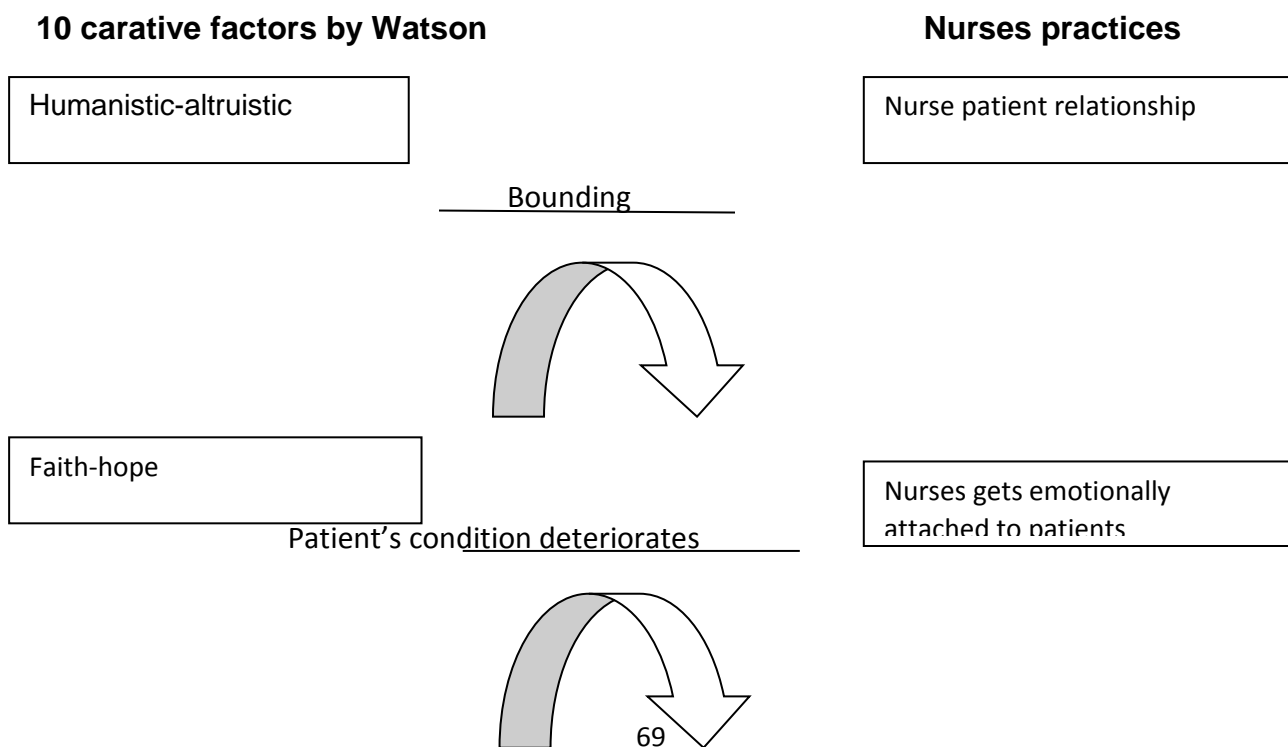 10 carative factors by Watson
Nurses practices
Humanistic-altruistic
Nurse patient relationship
Bounding
Faith-hope
Nurses gets emotionally
attached to patients
Patient’s condition deteriorates
69